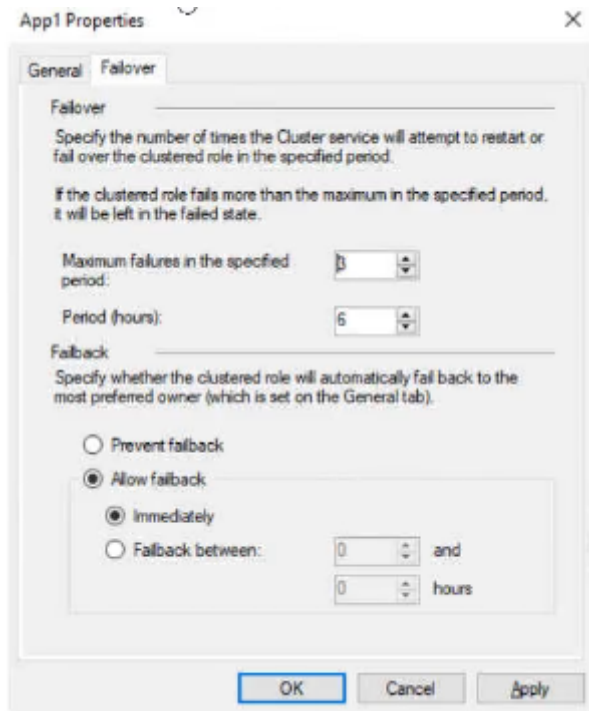 App1 Properties
General Failover
Failover
Specify the number of times the Cluster service will attempt to restart or
fail over the clustered role in the specified period.
If the clustered role fails more than the maximum in the specified period,
it will be left in the failed state.
Maximum failures in the specified
period:
3
Period (hours):
6
Failback
Specify whether the clustered role will automatically fail back to the
most preferred owner (which is set on the General tab).
Prevent failback
Allow failback
Immediately
Failback between:
0
and
0
hours
OK Cancel Apply